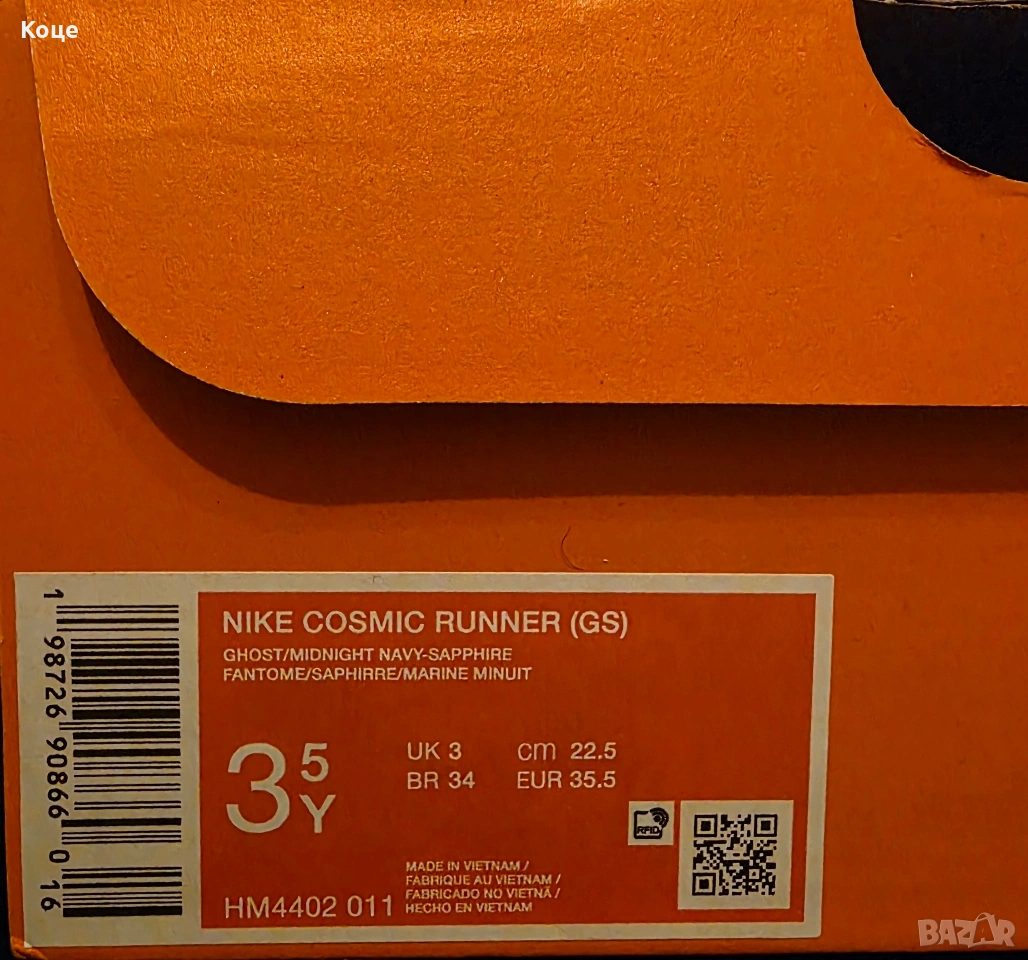 Коце
NIKE COSMIC RUNNER (GS)
GHOST/MIDNIGHT NAVY-SAPPHIRE
FANTOME/SAPHIRRE/MARINE MINUIT
3 5 Y
UK 3 cm 22.5
BR 34 EUR 35.5
RFID
MADE IN VIETNAM /
FABRIQUE AU VIETNAM /
FABRICADO NO VIETNÃ /
HECHO EN VIETNAM
HM4402 011
1 98726 90866 0 16
BAZAR